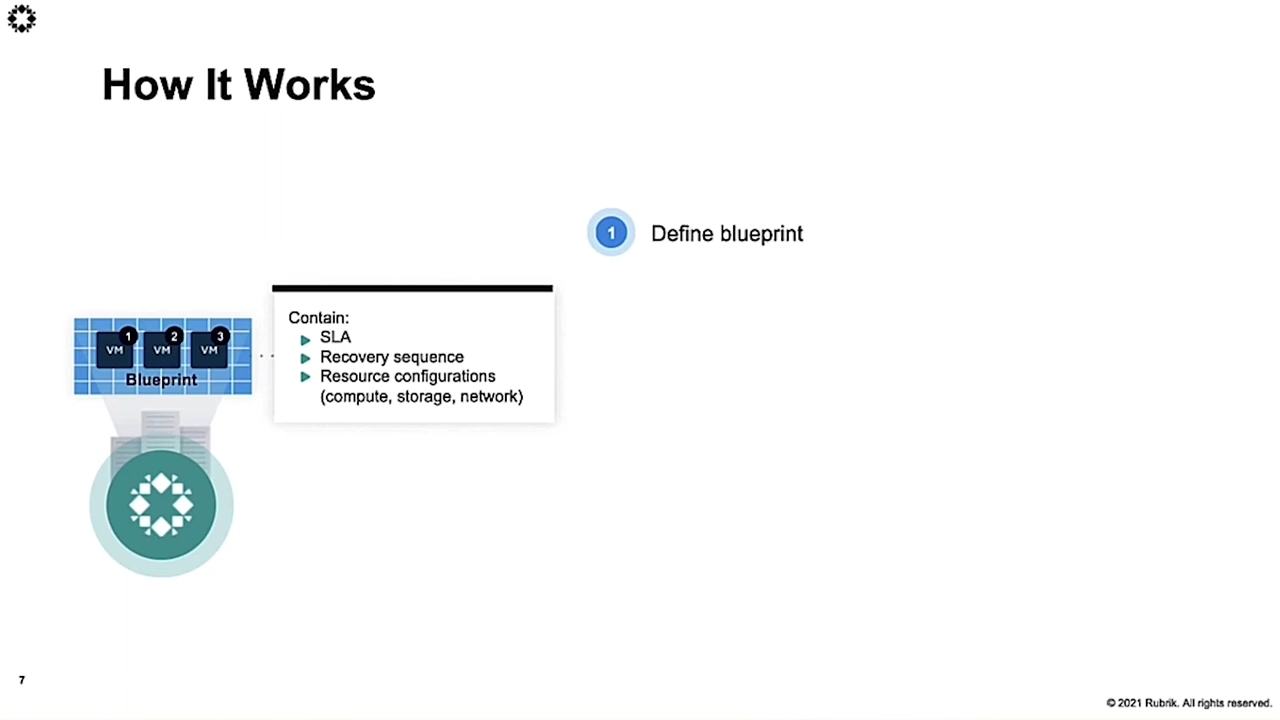 How It Works
1 Define blueprint
1 2 3
VM VM VM
Blueprint
Contain:
SLA
Recovery sequence
Resource configurations
(compute, storage, network)
7
© 2021 Rubrik. All rights reserved.